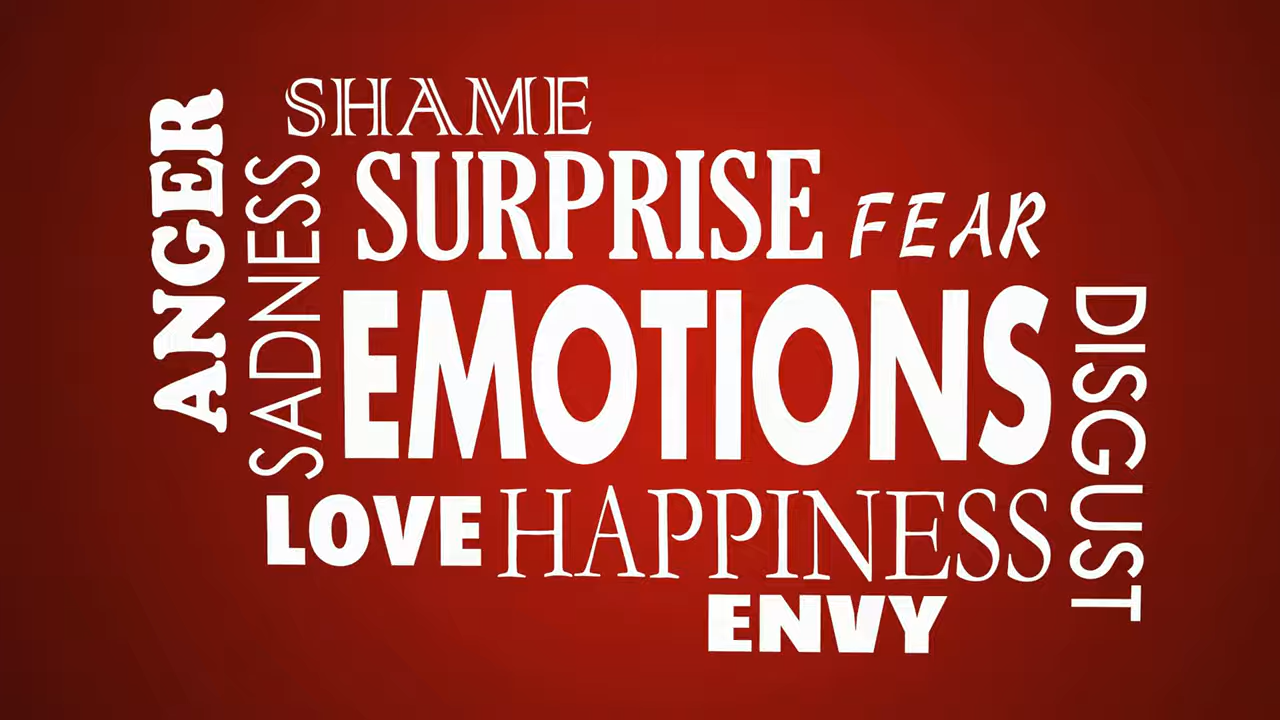 SHAME
ANGER
SADNESS
SURPRISE
FEAR
EMOTIONS
DISGUST
LOVE HAPPINESS
ENVY